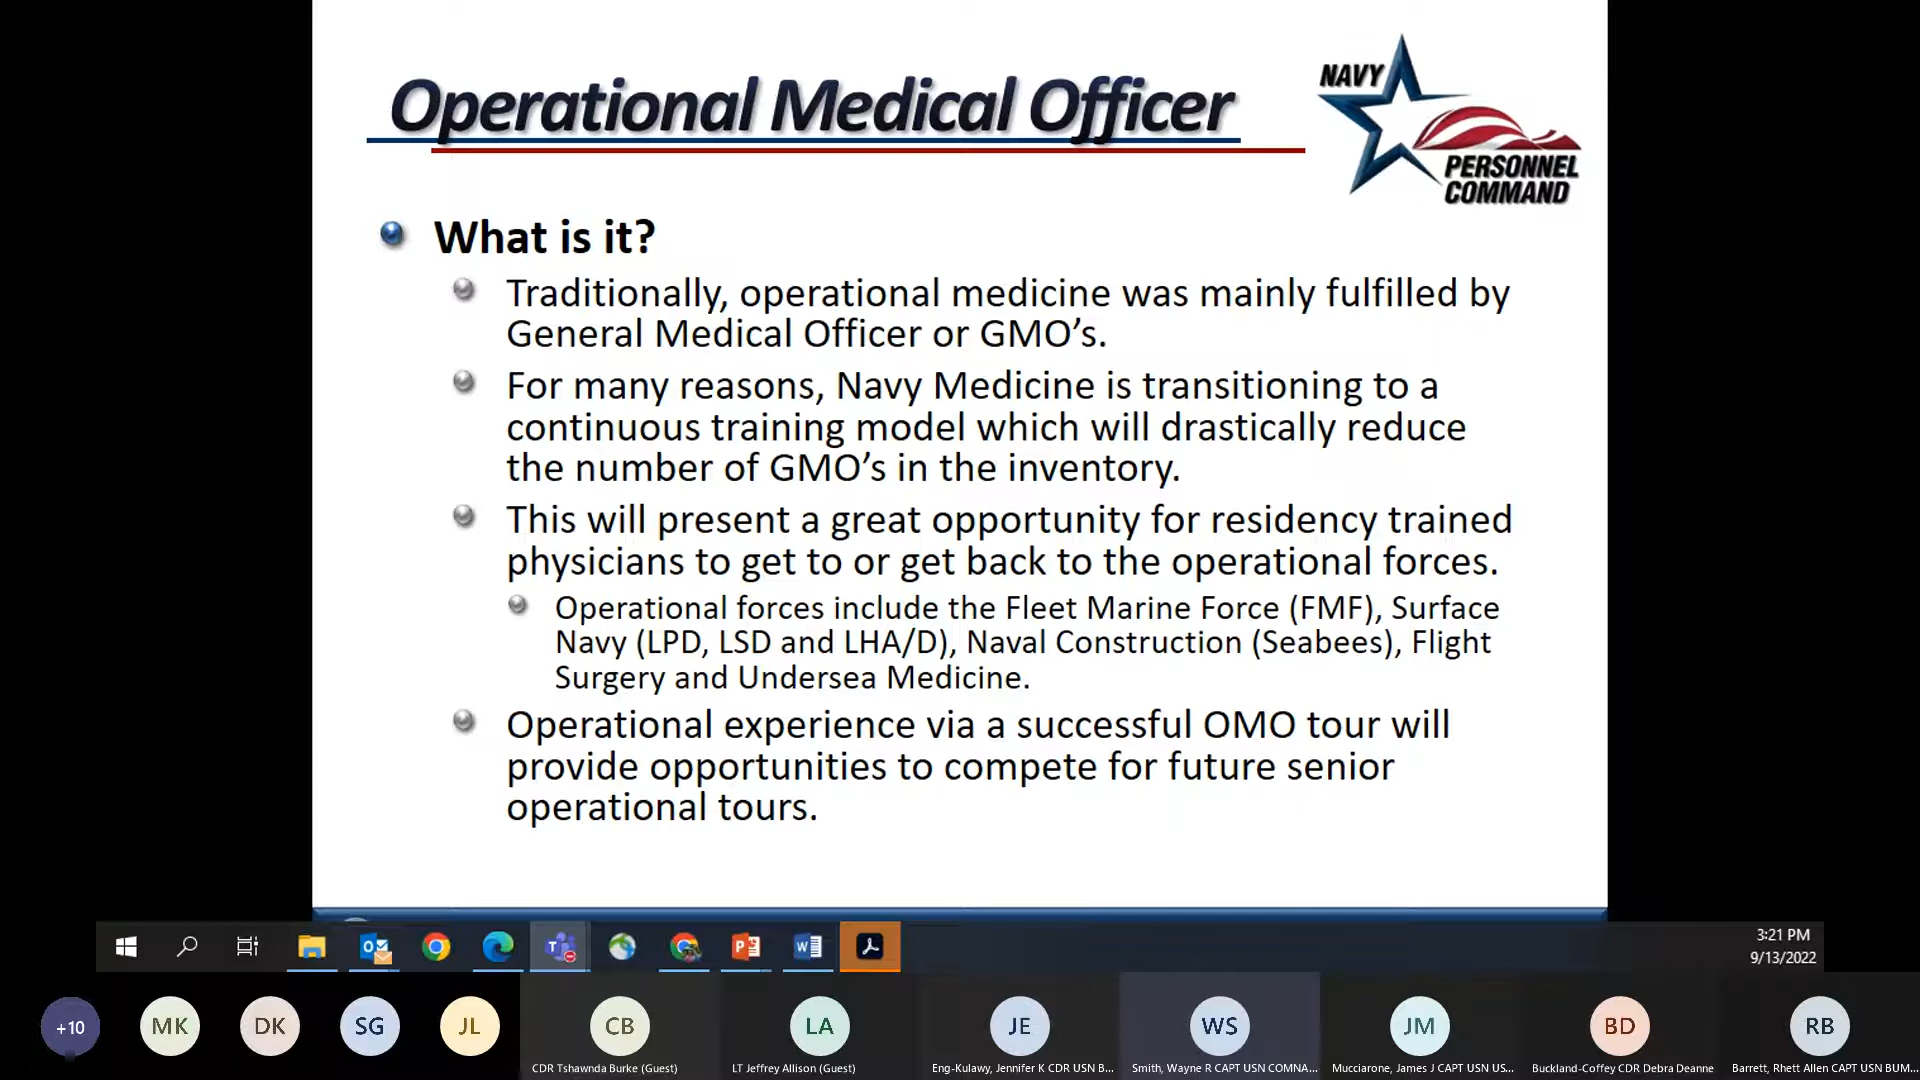 Operational Medical Officer
NAVY
PERSONNEL
COMMAND
What is it?
Traditionally, operational medicine was mainly fulfilled by
General Medical Officer or GMO’s.
For many reasons, Navy Medicine is transitioning to a
continuous training model which will drastically reduce
the number of GMO’s in the inventory.
This will present a great opportunity for residency trained
physicians to get to or get back to the operational forces.
Operational forces include the Fleet Marine Force (FMF), Surface
Navy (LPD, LSD and LHA/D), Naval Construction (Seabees), Flight
Surgery and Undersea Medicine.
Operational experience via a successful OMO tour will
provide opportunities to compete for future senior
operational tours.
3:21 PM
9/13/2022
+10
MK
DK
SG
JL
CB
LA
JE
WS
JM
BD
RB
CDR Tshawnda Burke (Guest)
LT Jeffrey Allison (Guest)
Eng-Kulawy, Jennifer K CDR USN B...
Smith, Wayne R CAPT USN COMNA...
Mucciarone, James J CAPT USN US...
Buckland-Coffey CDR Debra Deanne
Barrett, Rhett Allen CAPT USN BUM...